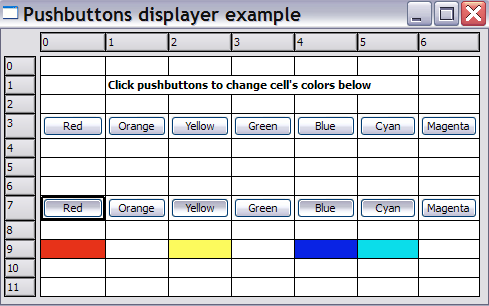 Pushbuttons displayer example
0 1 2 3 4 5 6
0
1 Click pushbuttons to change cell's colors below
2
3 Red Orange Yellow Green Blue Cyan Magenta
4
5
6
7 Red Orange Yellow Green Blue Cyan Magenta
8
9
10
11